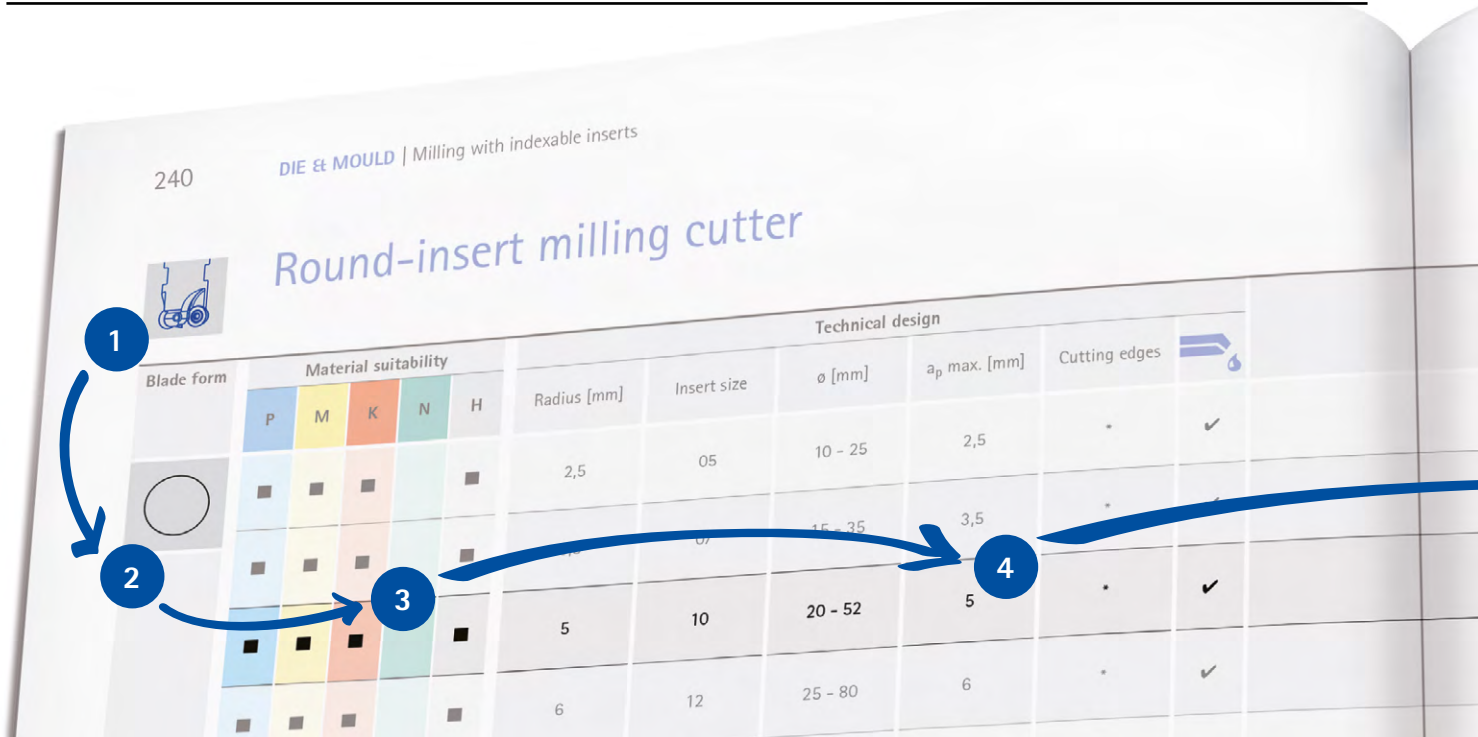 240
DIE & MOULD | Milling with indexable inserts
Round-insert milling cutter
1
Technical design
Blade form
Material suitability
P M K N H
Radius [mm] Insert size ø [mm] ap max. [mm] Cutting edges
2,5 05 10 - 25 2,5 • ✔
15 - 35 3,5 •
2
3
4
5 10 20 - 52 5 • ✔
6 12 25 - 80 6 • ✔